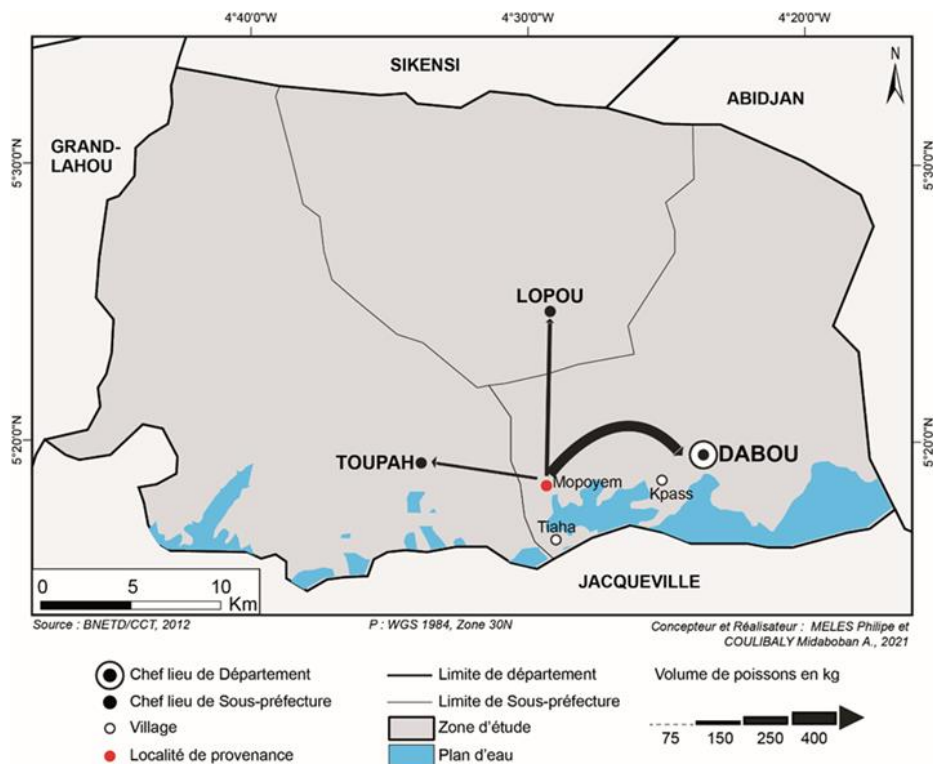 4°40'0"W 4°30'0"W 4°20'0"W
N
SIKENSI
ABIDJAN
GRAND-
LAHOU
5°30'0"N 5°30'0"N
LOPOU
5°20'0"N 5°20'0"N
TOUPAH
DABOU
Mopoyem
Kpass
Tiaha
JACQUEVILLE
0 5 10
Km
Source : BNETD/CCT, 2012 P : WGS 1984, Zone 30N Concepteur et Réalisateur : MELES Philipe et
COULIBALY Midaboban A., 2021
Chef lieu de Département
Chef lieu de Sous-préfecture
Village
Localité de provenance
Limite de département
Limite de Sous-préfecture
Zone d'étude
Plan d'eau
Volume de poissons en kg
75 150 250 400